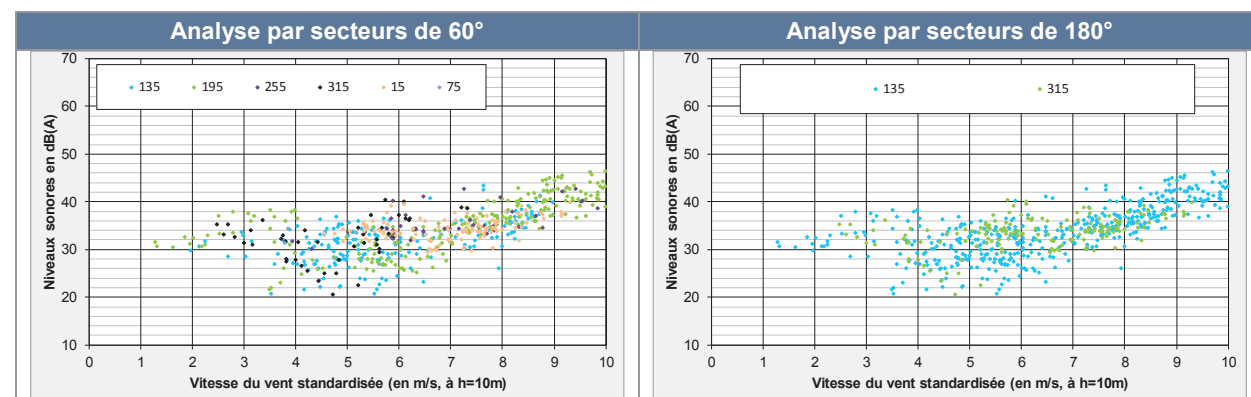 Analyse par secteurs de 60°
Analyse par secteurs de 180°
70
60
50
40
30
20
10
Niveaux sonores en dB(A)
135 195 255 315 15 75
0 1 2 3 4 5 6 7 8 9 10
Vitesse du vent standardisée (en m/s, à h=10m)
70
60
50
40
30
20
10
Niveaux sonores en dB(A)
135 315
0 1 2 3 4 5 6 7 8 9 10
Vitesse du vent standardisée (en m/s, à h=10m)